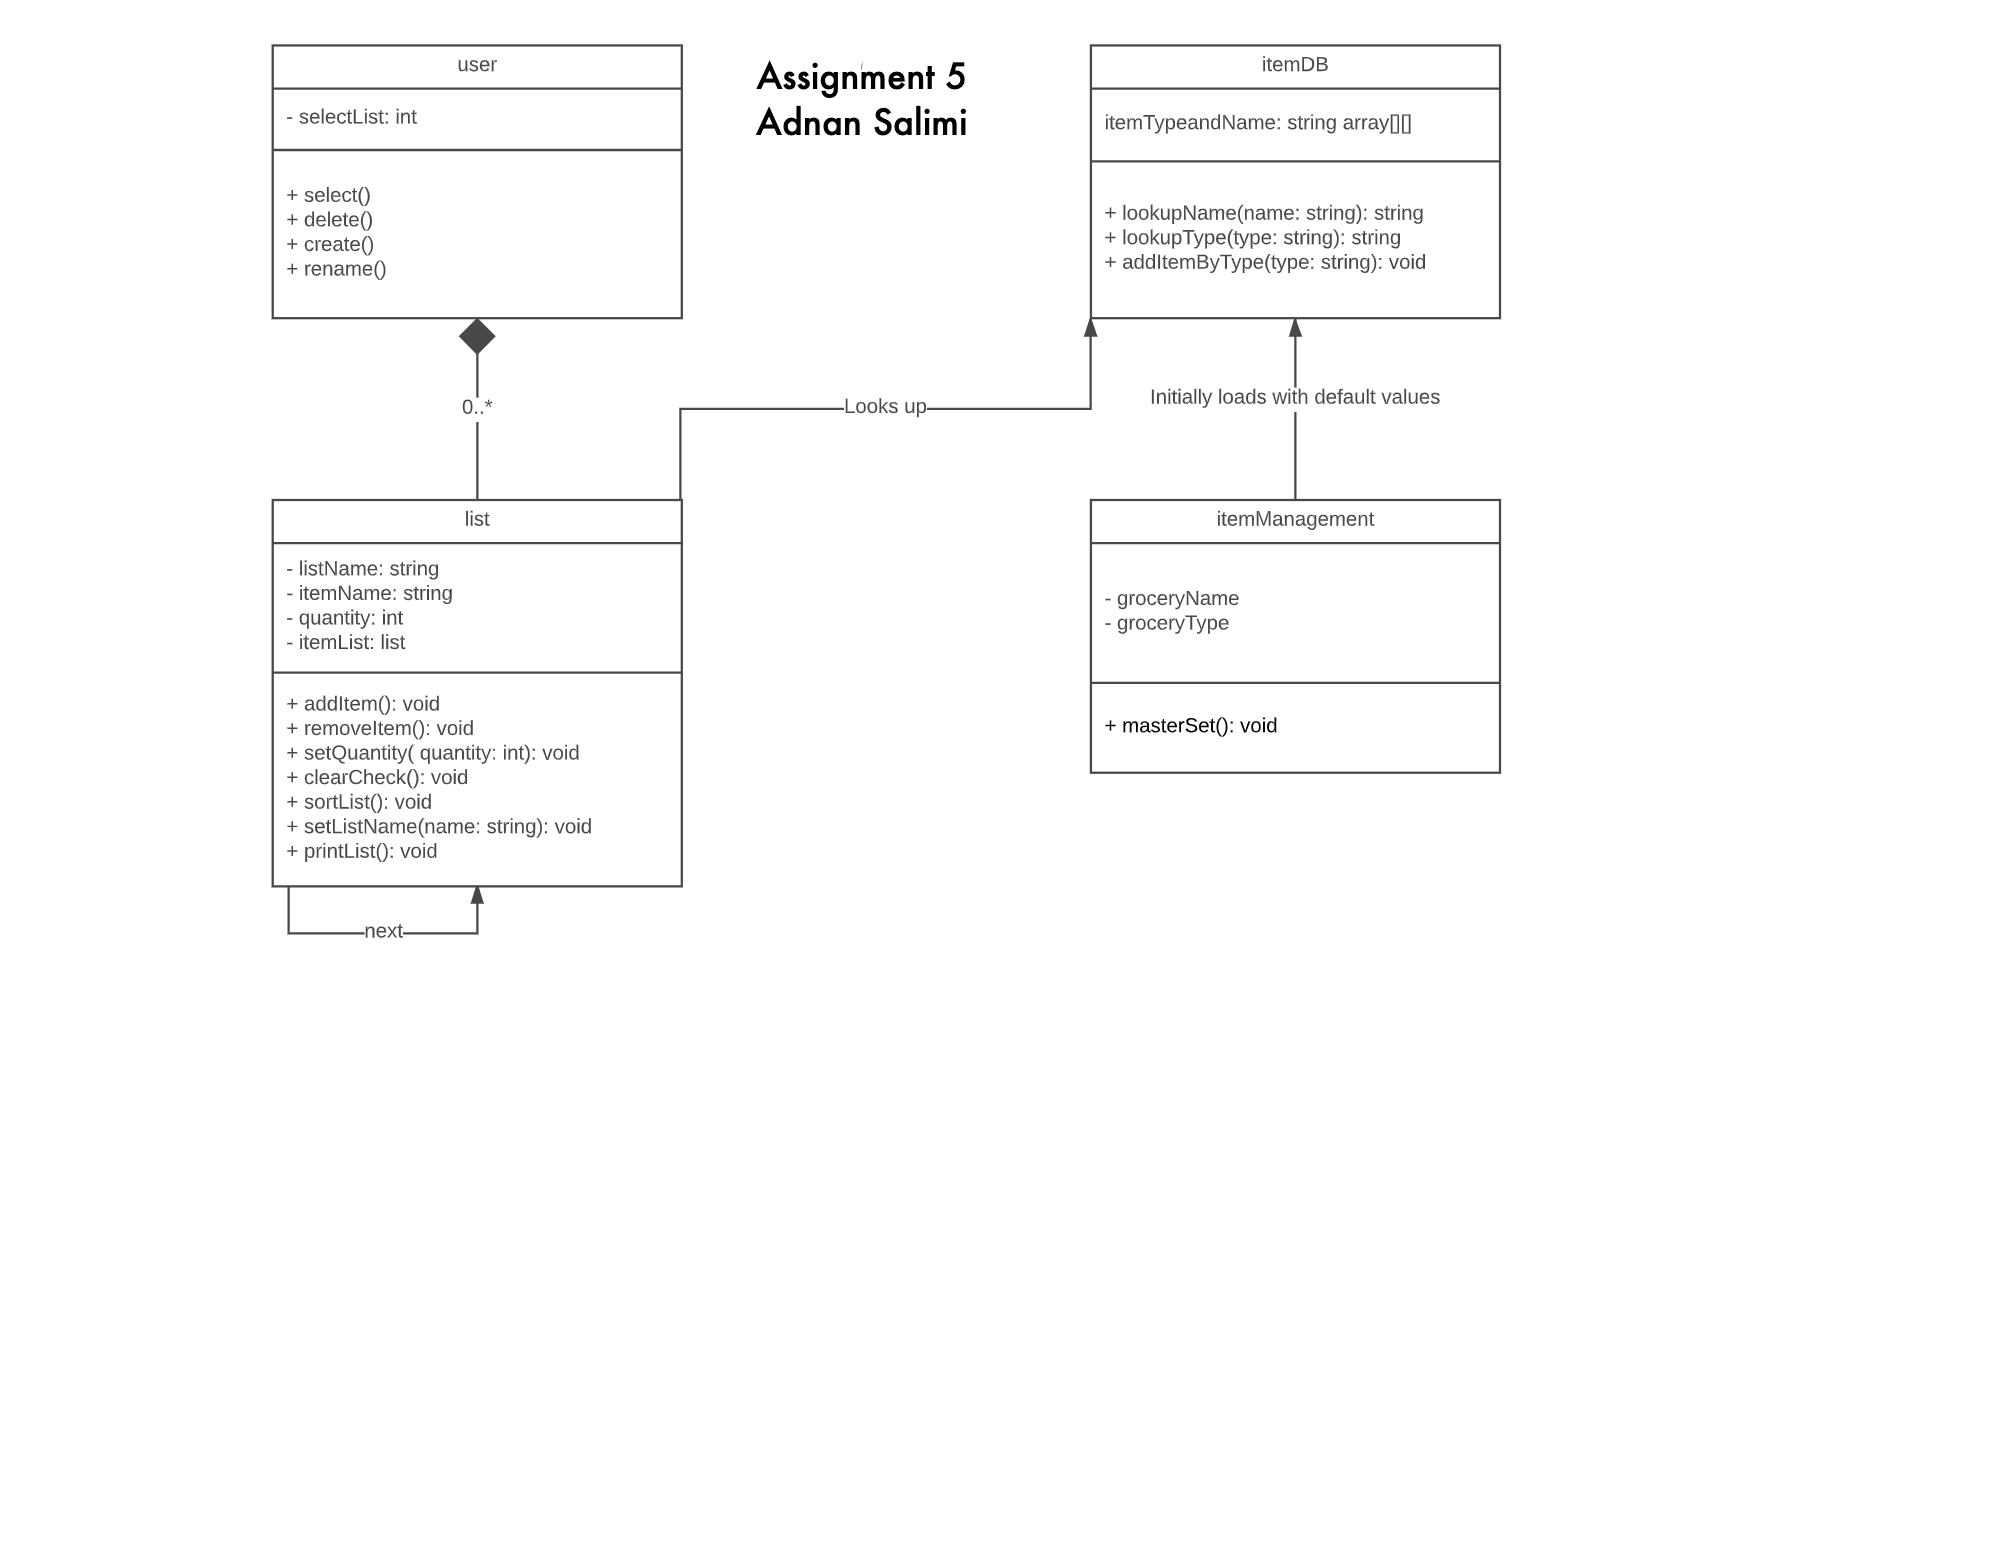 user
- selectList: int
+ select()
+ delete()
+ create()
+ rename()
Assignment 5
Adnan Salimi
itemDB
itemTypeandName: string array[][]
+ lookupName(name: string): string
+ lookupType(type: string): string
+ addItemByType(type: string): void
0..*
Looks up
Initially loads with default values
list
- listName: string
- itemName: string
- quantity: int
- itemList: list
+ addItem(): void
+ removeItem(): void
+ setQuantity( quantity: int): void
+ clearCheck(): void
+ sortList(): void
+ setListName(name: string): void
+ printList(): void
next
itemManagement
- groceryName
- groceryType
+ masterSet(): void